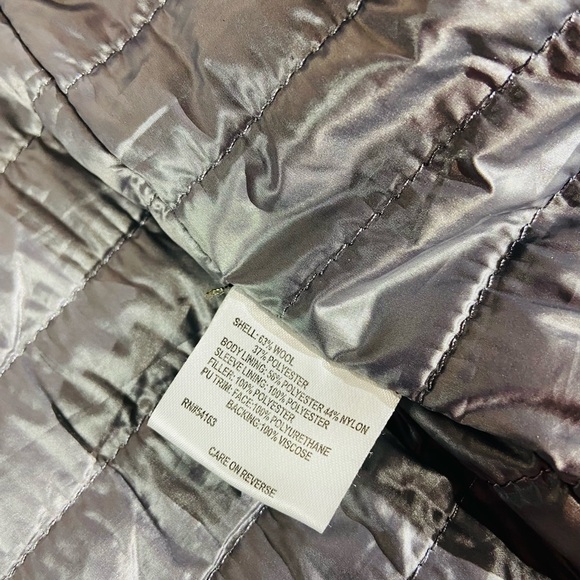 SHELL: 63% WOOL
37% POLYESTER
BODY LINING: 56% POLYESTER 44% NYLON
SLEEVE LINING: 100% POLYESTER
FILLER: 100% POLYESTER
PU TRIM: FACE:100% POLYURETHANE
BACKING:100% VISCOSE
RN#54163
CARE ON REVERSE